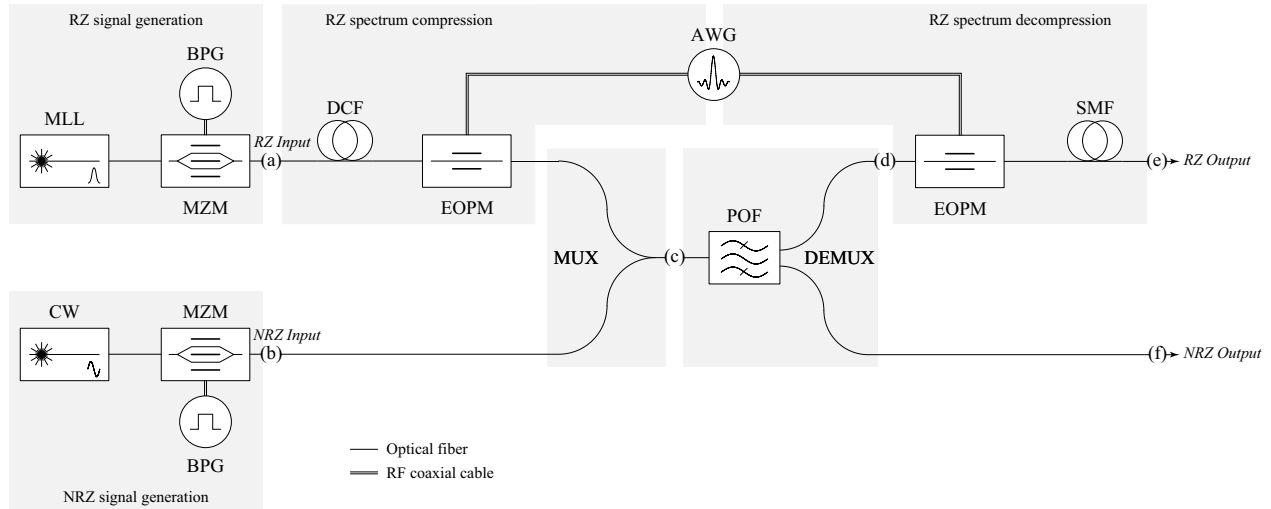 RZ signal generation
RZ spectrum compression
RZ spectrum decompression
BPG
AWG
MLL
DCF
SMF
RZ Input
(a)
(d)
(e)
RZ Output
MZM
EOPM
EOPM
POF
MUX
(c)
DEMUX
CW
MZM
NRZ Input
(b)
(f)
NRZ Output
BPG
Optical fiber
RF coaxial cable
NRZ signal generation